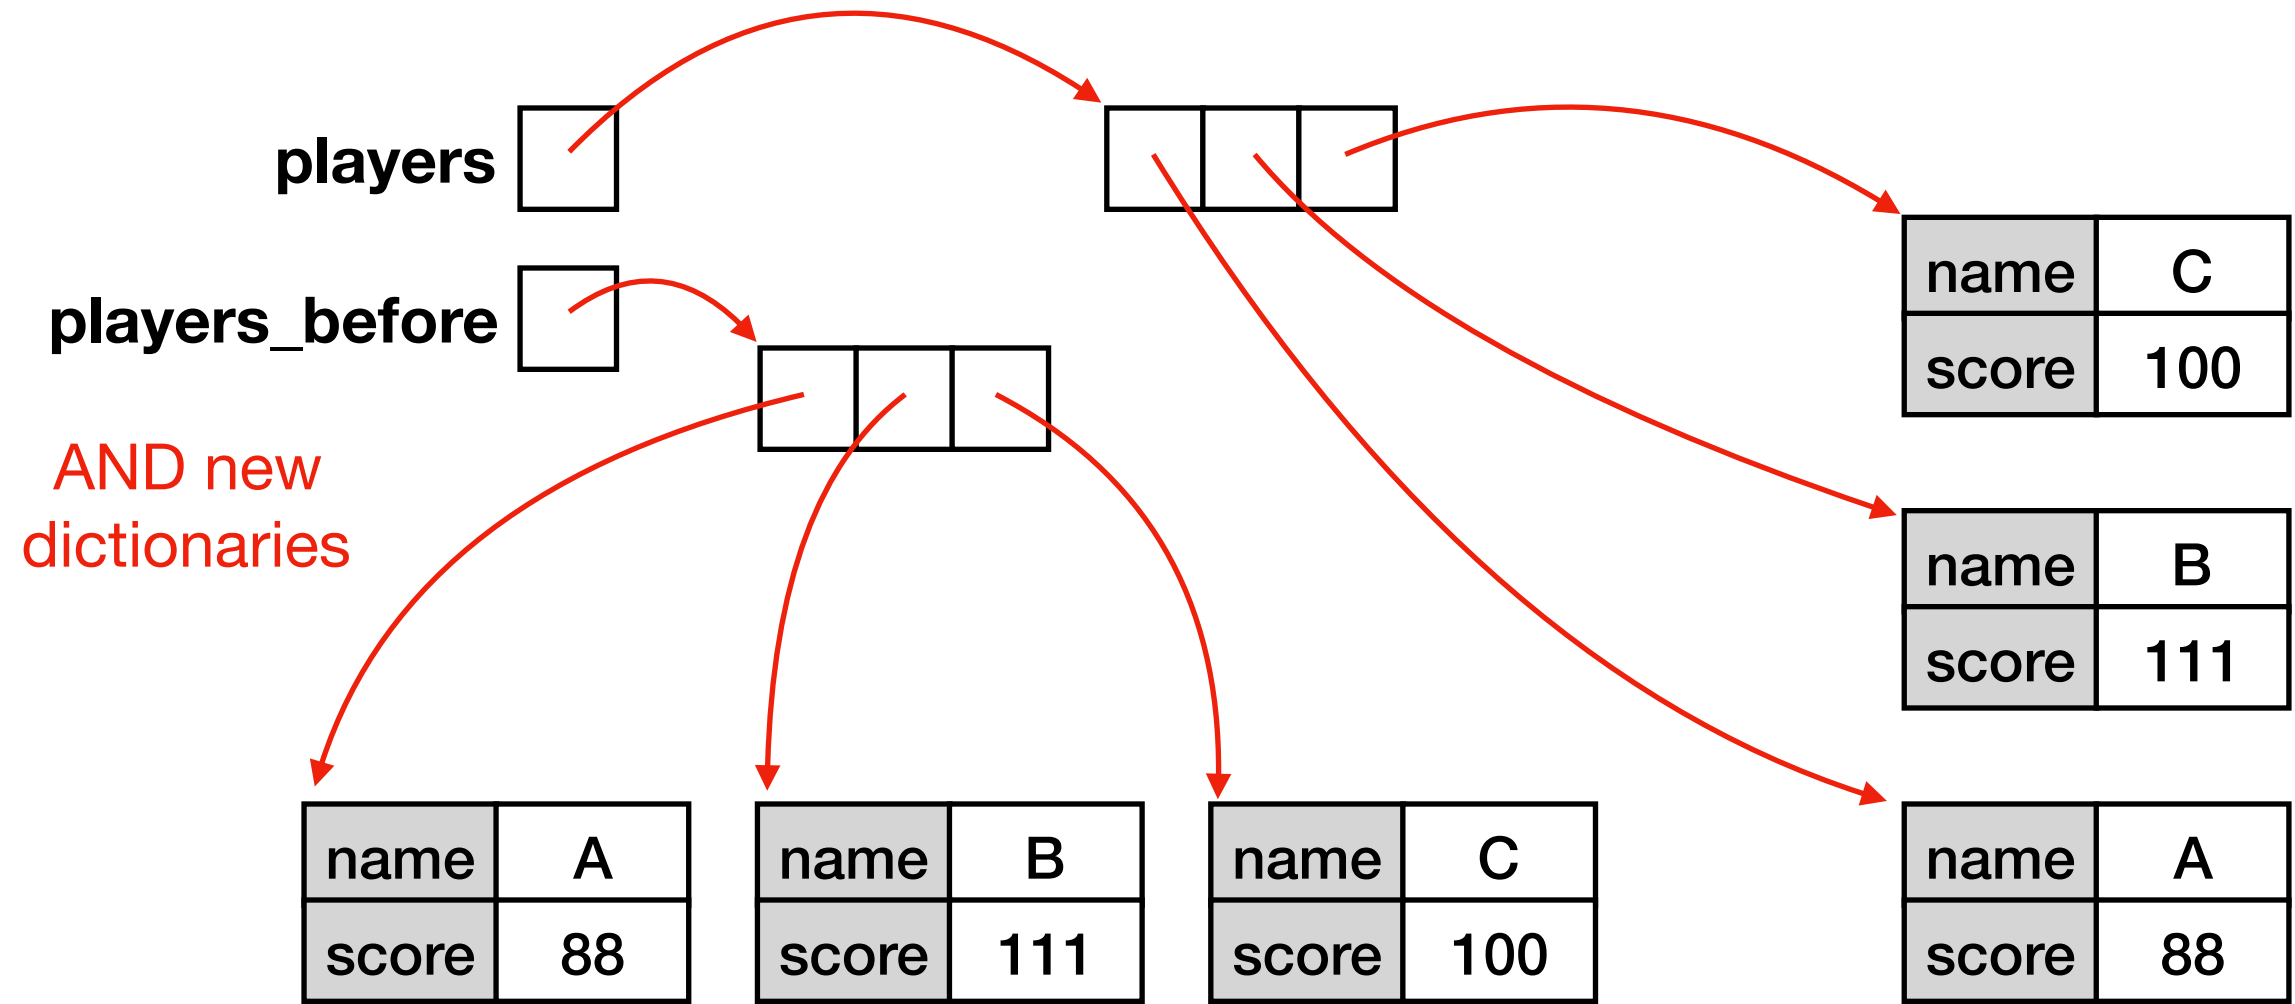 players
players_before
AND new
dictionaries
name C
score 100
name B
score 111
name A
score 88
name B
score 111
name C
score 100
name A
score 88